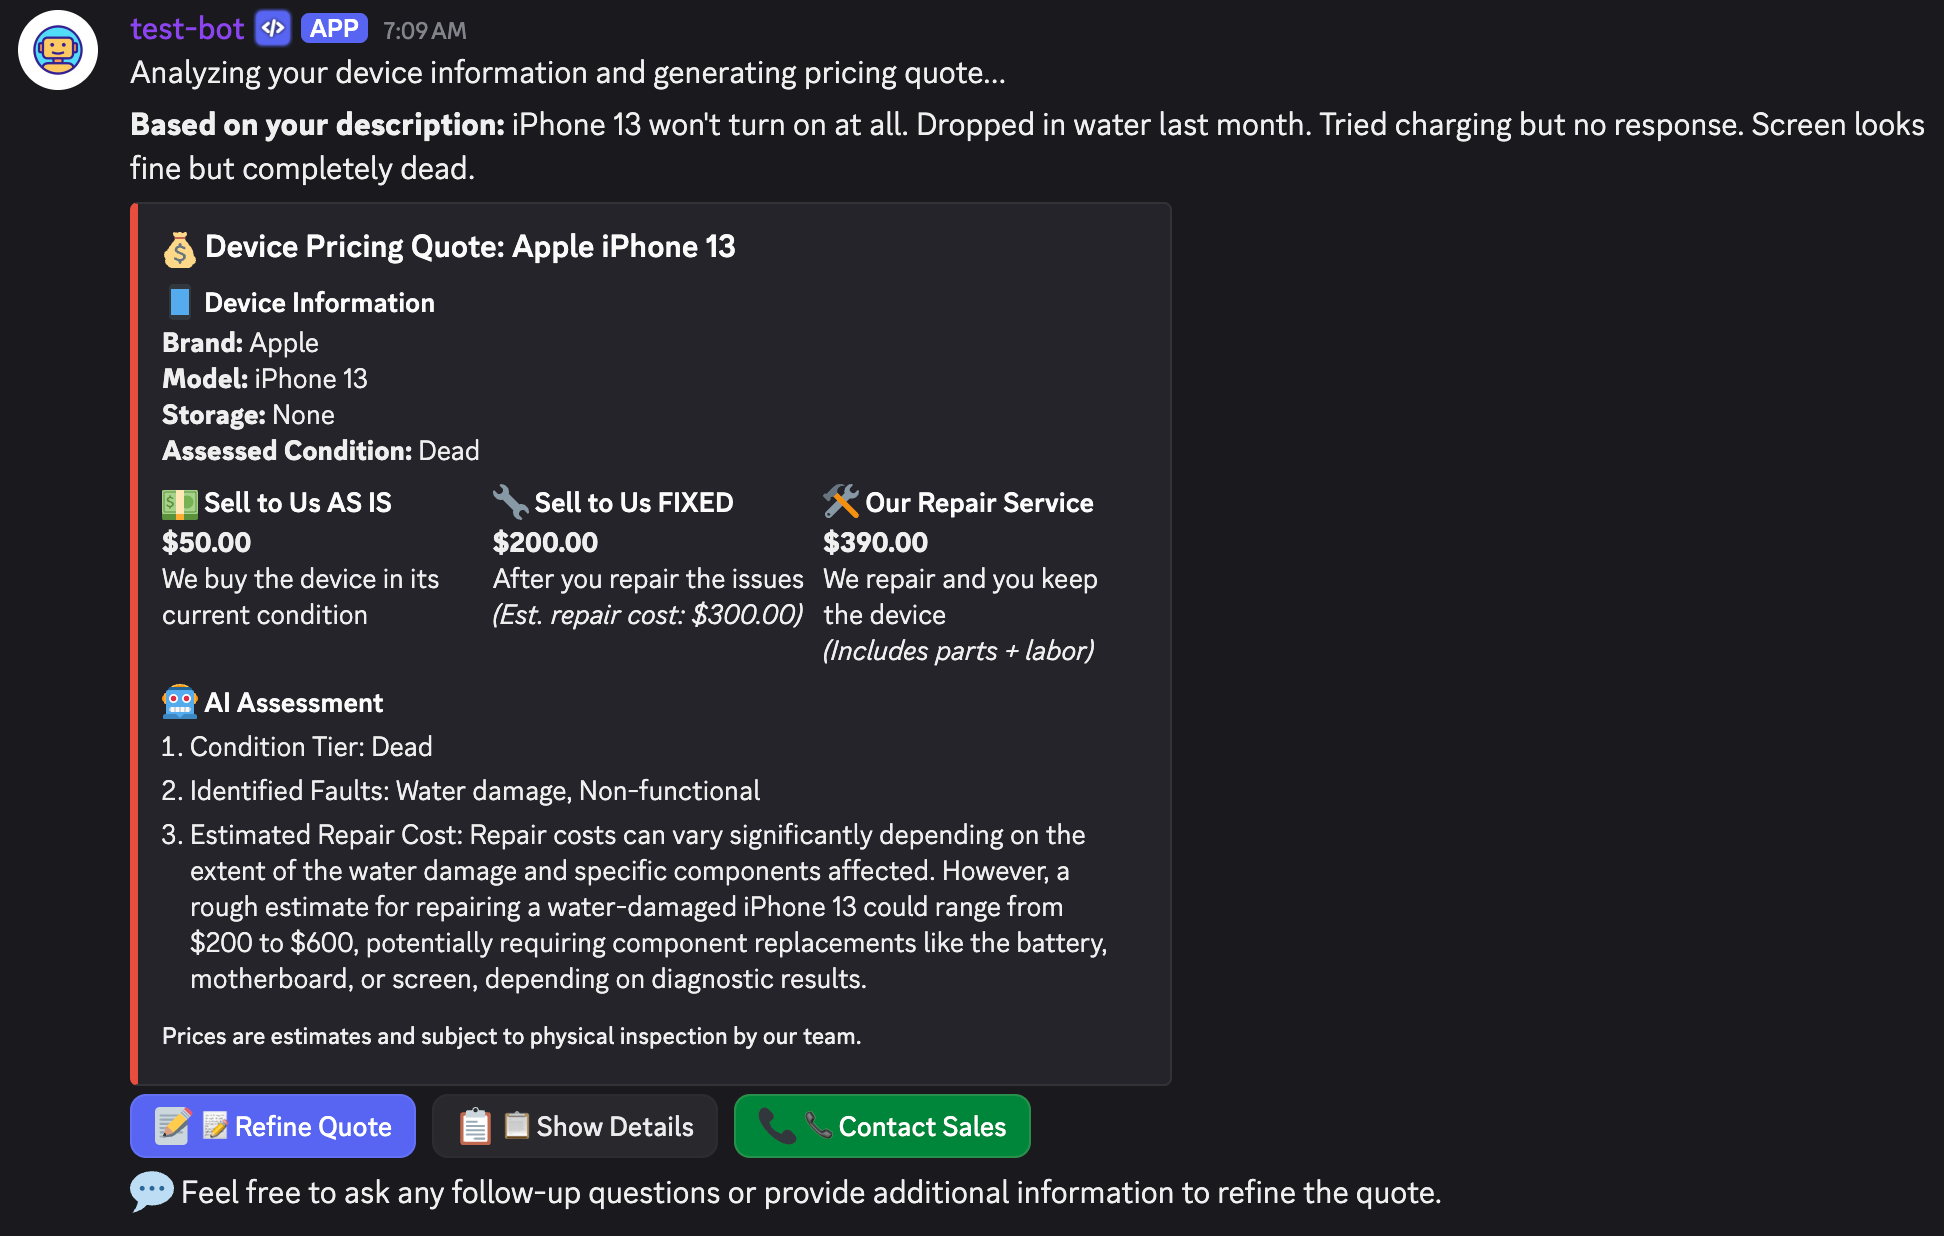 test-bot </> APP 7:09 AM
Analyzing your device information and generating pricing quote...
Based on your description: iPhone 13 won't turn on at all. Dropped in water last month. Tried charging but no response. Screen looks
fine but completely dead.
Device Pricing Quote: Apple iPhone 13
Device Information
Brand: Apple
Model: iPhone 13
Storage: None
Assessed Condition: Dead
Sell to Us AS IS
$50.00
We buy the device in its
current condition
Sell to Us FIXED
$200.00
After you repair the issues
(Est. repair cost: $300.00)
Our Repair Service
$390.00
We repair and you keep
the device
(Includes parts + labor)
AI Assessment
1. Condition Tier: Dead
2. Identified Faults: Water damage, Non-functional
3. Estimated Repair Cost: Repair costs can vary significantly depending on the
extent of the water damage and specific components affected. However, a
rough estimate for repairing a water-damaged iPhone 13 could range from
$200 to $600, potentially requiring component replacements like the battery,
motherboard, or screen, depending on diagnostic results.
Prices are estimates and subject to physical inspection by our team.
Refine Quote
Show Details
Contact Sales
Feel free to ask any follow-up questions or provide additional information to refine the quote.